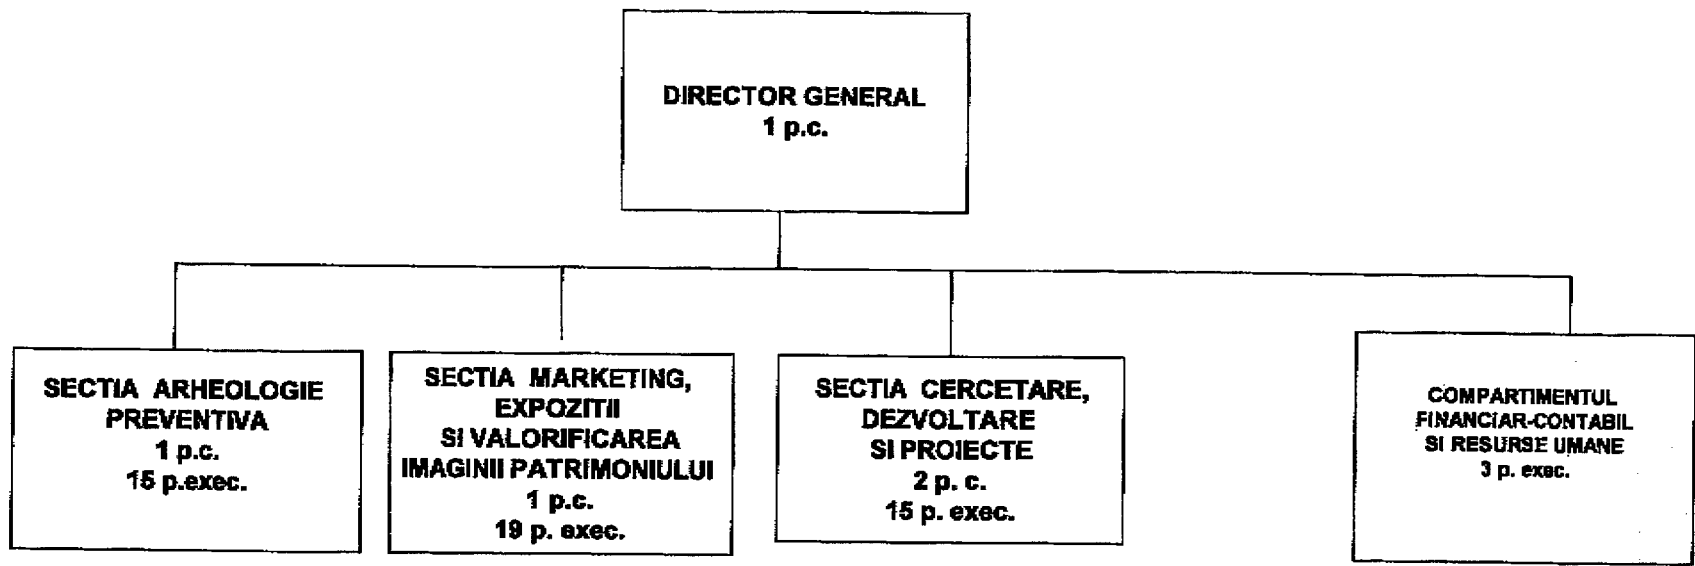 DIRECTOR GENERAL
1 p.c.
SECTIA ARHEOLOGIE
PREVENTIVA
1 p.c.
15 p.exec.
SECTIA MARKETING,
EXPOZITII
SI VALORIFICAREA
IMAGINII PATRIMONIULUI
1 p.c.
19 p. exec.
SECTIA CERCETARE,
DEZVOLTARE
SI PROIECTE
2 p. c.
15 p. exec.
COMPARTIMENTUL
FINANCIAR-CONTABIL
SI RESURSE UMANE
3 p. exec.